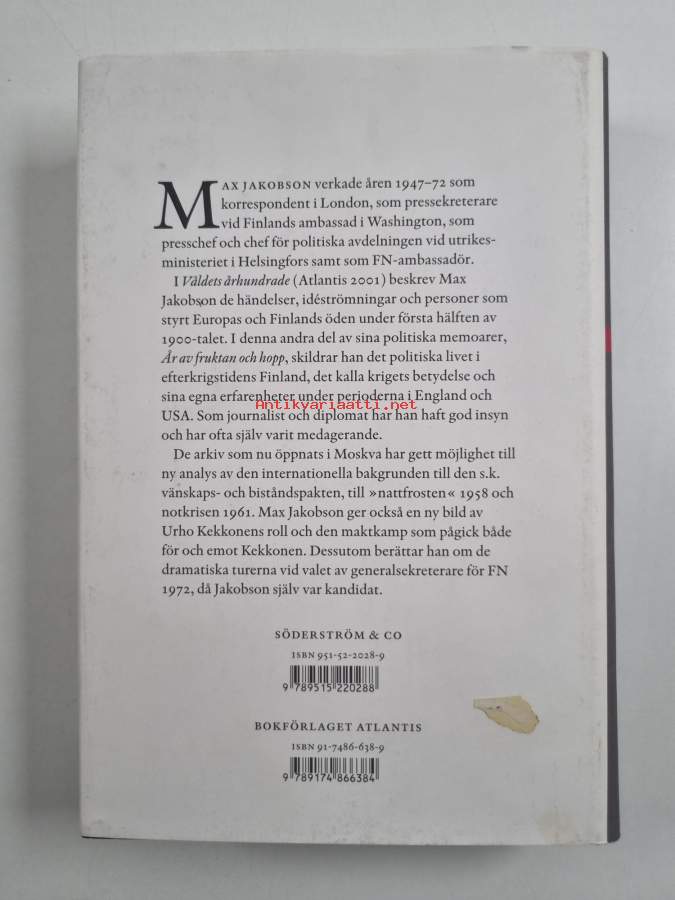 MAX JAKOBSON verkade åren 1947–72 som
korrespondent i London, som pressekreterare
vid Finlands ambassad i Washington, som
presschef och chef för politiska avdelningen vid utrikes-
ministeriet i Helsingfors samt som FN-ambassadör.
I Våldets århundrade (Atlantis 2001) beskrev Max
Jakobson de händelser, idéströmningar och personer som
styrt Europas och Finlands öden under första hälften av
1900-talet. I denna andra del av sina politiska memoarer,
År av fruktan och hopp, skildrar han det politiska livet i
efterkrigstidens Finland, det kalla krigets betydelse och
sina egna erfarenheter under perioderna i England och
Antikvariaatti.net
USA. Som journalist och diplomat har han haft god insyn
och har ofta själv varit medagerande.
De arkiv som nu öppnats i Moskva har gett möjlighet till
ny analys av den internationella bakgrunden till den s.k.
vänskaps- och biståndspakten, till »nattfrosten« 1958 och
notkrisen 1961. Max Jakobson ger också en ny bild av
Urho Kekkonens roll och den maktkamp som pågick både
för och emot Kekkonen. Dessutom berättar han om de
dramatiska turerna vid valet av generalsekreterare för FN
1972, då Jakobson själv var kandidat.
SÖDERSTRÖM & CO
ISBN 951-52-2028-9
9 789515 220288
BOKFÖRLAGET ATLANTIS
ISBN 91-7486-638-9
9 789174 866384